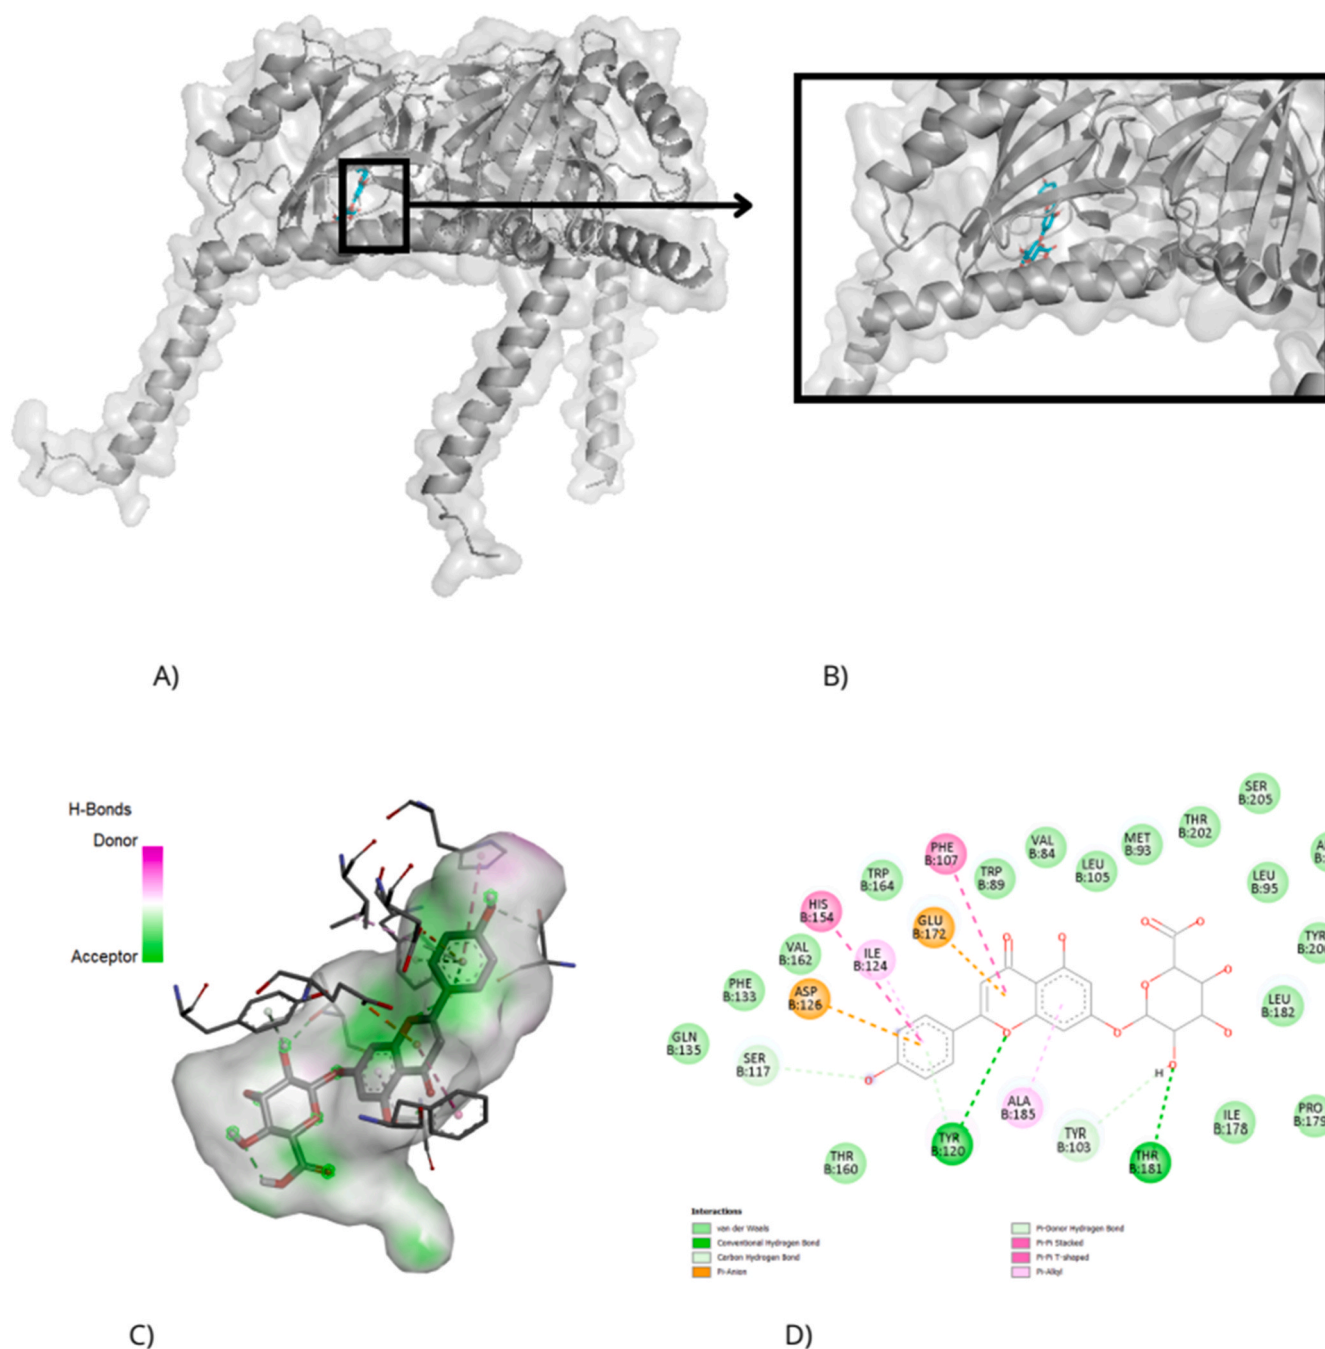 A)
B)
H-Bonds
Donor
Acceptor
SER
B:205
THR
B:202
MET
B:93
VAL
B:84
PHE
B:107
LEU
B:105
TRP
B:89
TRP
B:164
LEU
B:95
HIS
B:154
GLU
B:172
VAL
B:162
ILE
B:124
TYR
PHE
B:133
ASP
B:126
LEU
B:182
GLN
B:135
SER
B:117
ALA
B:185
ILE
B:178
PRO
B:179
TYR
B:120
TYR
B:103
H
THR
B:160
THR
B:181
Interactions
van der Waals
Conventional Hydrogen Bond
Carbon Hydrogen Bond
Pi-Anion
Pi-Donor Hydrogen Bond
Pi-Pi Stacked
Pi-Pi T-shaped
Pi-Alkyl
C)
D)